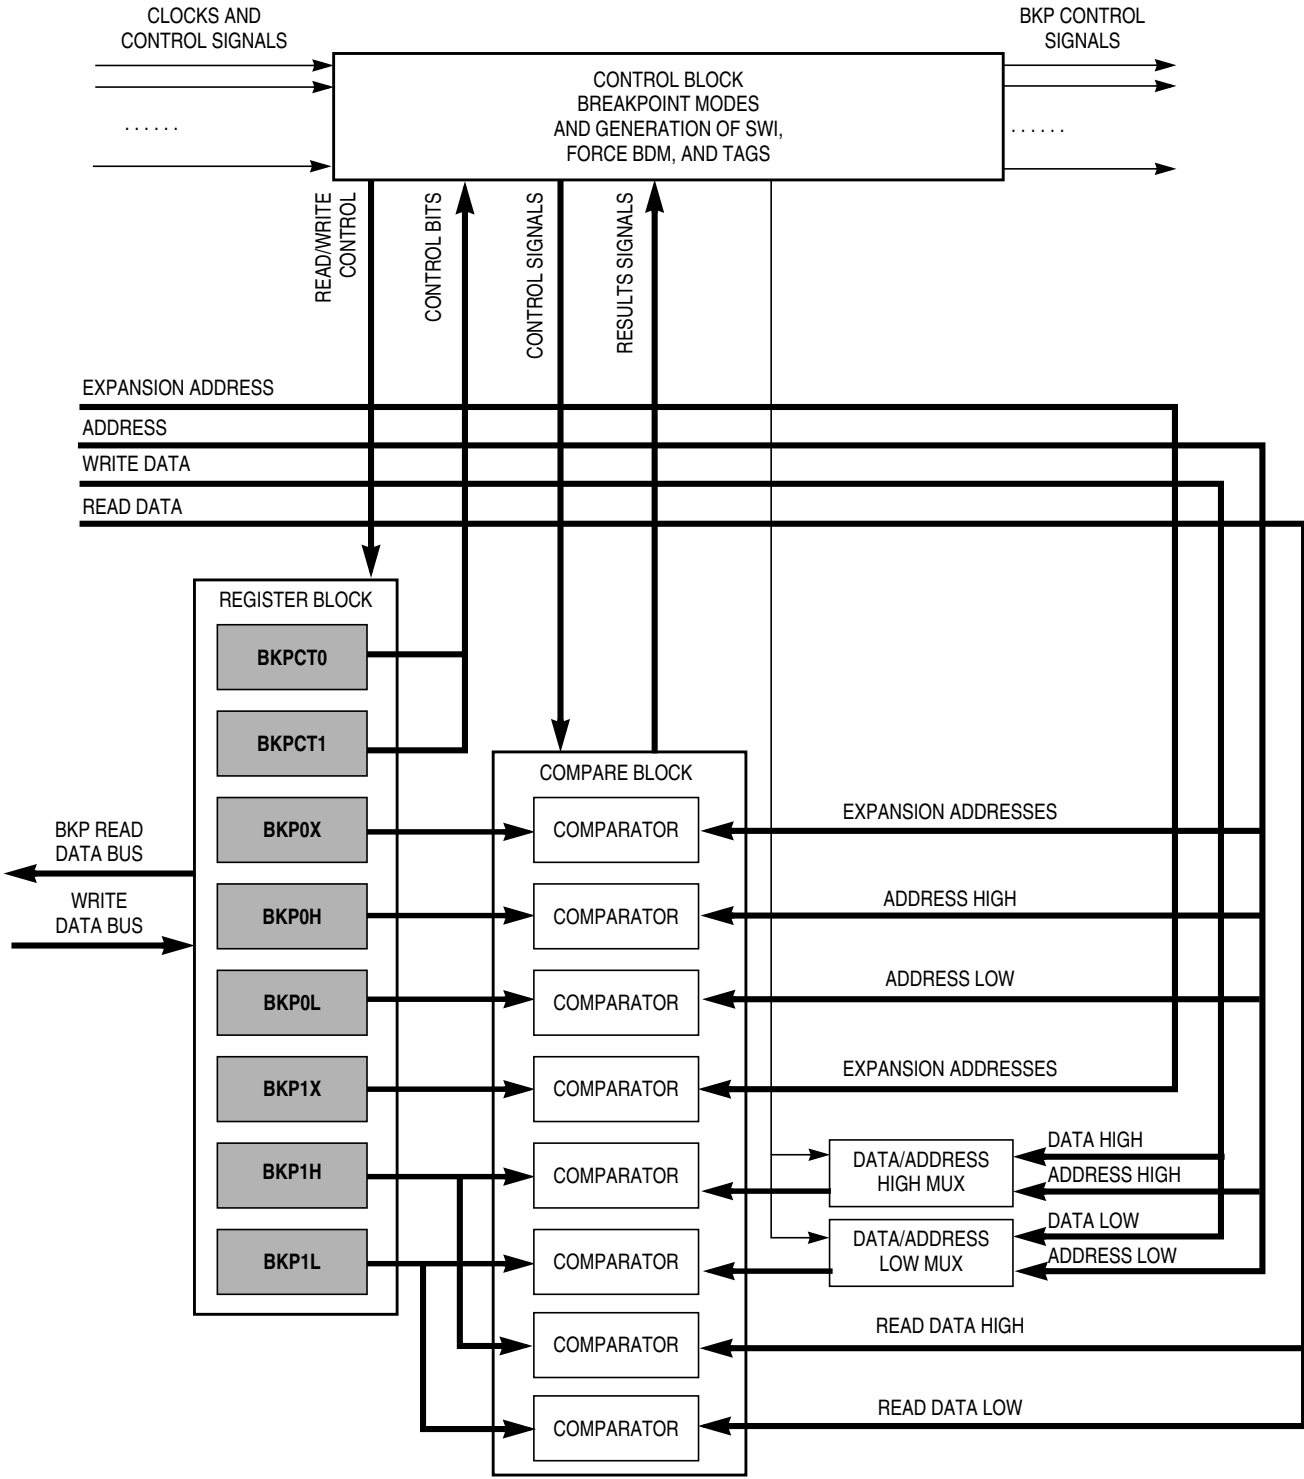 CLOCKS AND
CONTROL SIGNALS
BKP CONTROL
SIGNALS
CONTROL BLOCK
BREAKPOINT MODES
AND GENERATION OF SWI,
FORCE BDM, AND TAGS
. . . . . .
. . . . . .
READ/WRITE
CONTROL
CONTROL BITS
CONTROL SIGNALS
RESULTS SIGNALS
EXPANSION ADDRESS
ADDRESS
WRITE DATA
READ DATA
REGISTER BLOCK
BKPCT0
BKPCT1
COMPARE BLOCK
BKP READ
DATA BUS
WRITE
DATA BUS
BKP0X
COMPARATOR
EXPANSION ADDRESSES
BKP0H
COMPARATOR
ADDRESS HIGH
BKP0L
COMPARATOR
ADDRESS LOW
BKP1X
COMPARATOR
EXPANSION ADDRESSES
BKP1H
COMPARATOR
DATA/ADDRESS
HIGH MUX
DATA HIGH
ADDRESS HIGH
BKP1L
COMPARATOR
DATA/ADDRESS
LOW MUX
DATA LOW
ADDRESS LOW
COMPARATOR
READ DATA HIGH
COMPARATOR
READ DATA LOW